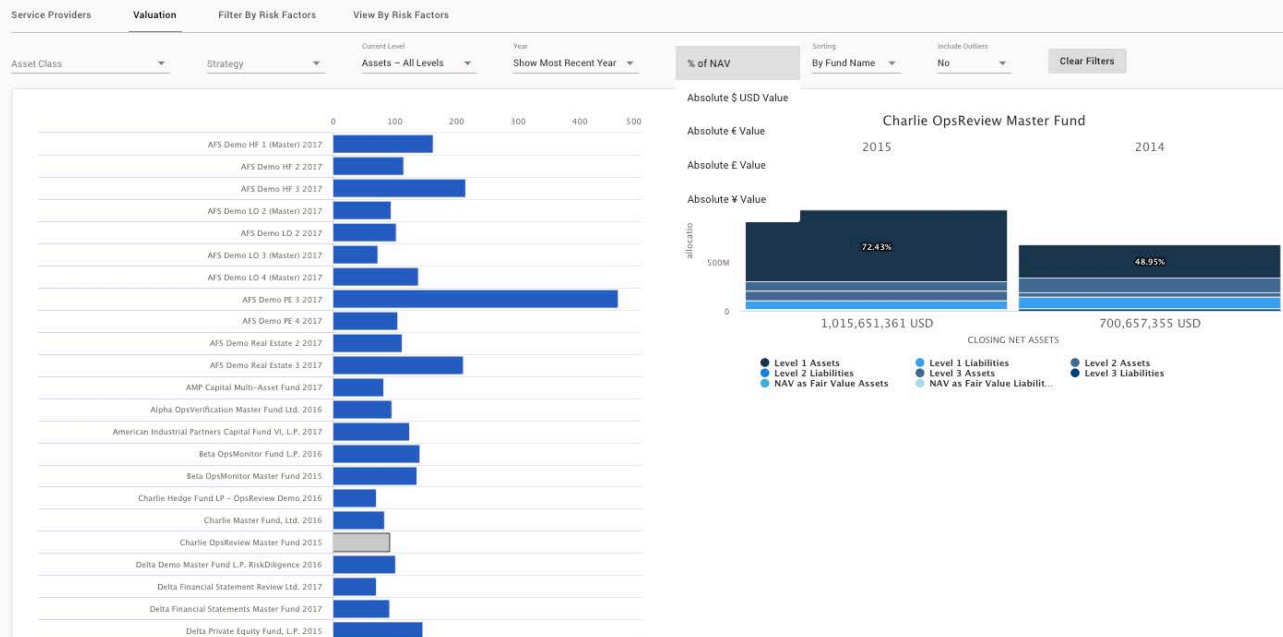 Service Providers Valuation Filter By Risk Factors View By Risk Factors
Current Level Year Sorting Include Outliers
Asset Class Strategy Assets – All Levels Show Most Recent Year % of NAV By Fund Name No Clear Filters
Absolute $ USD Value
Absolute € Value
Absolute £ Value
Absolute ¥ Value
0 100 200 300 400 500
AFS Demo HF 1 (Master) 2017
AFS Demo HF 2 2017
AFS Demo HF 3 2017
AFS Demo LO 2 (Master) 2017
AFS Demo LO 2 2017
AFS Demo LO 3 (Master) 2017
AFS Demo LO 4 (Master) 2017
AFS Demo PE 3 2017
AFS Demo PE 4 2017
AFS Demo Real Estate 2 2017
AFS Demo Real Estate 3 2017
AMP Capital Multi-Asset Fund 2017
Alpha OpsVerification Master Fund Ltd. 2016
American Industrial Partners Capital Fund VI, L.P. 2017
Beta OpsMonitor Fund L.P. 2016
Beta OpsMonitor Master Fund 2015
Charlie Hedge Fund LP – OpsReview Demo 2016
Charlie Master Fund, Ltd. 2016
Charlie OpsReview Master Fund 2015
Delta Demo Master Fund L.P. RiskDiligence 2016
Delta Financial Statement Review Ltd. 2017
Delta Financial Statements Master Fund 2017
Delta Private Equity Fund, L.P. 2015
Charlie OpsReview Master Fund
2015 2014
allocatio
500M
0
72.43%
48.95%
1,015,651,361 USD 700,657,355 USD
CLOSING NET ASSETS
Level 1 Assets Level 1 Liabilities Level 2 Assets
Level 2 Liabilities Level 3 Assets Level 3 Liabilities
NAV as Fair Value Assets NAV as Fair Value Liabilit...